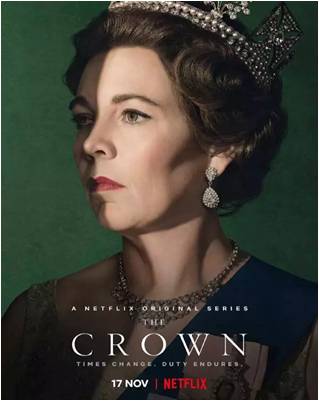 A NETFLIX ORIGINAL SERIES
THE
CROWN
TIMES CHANGE. DUTY ENDURES.
17 NOV | NETFLIX